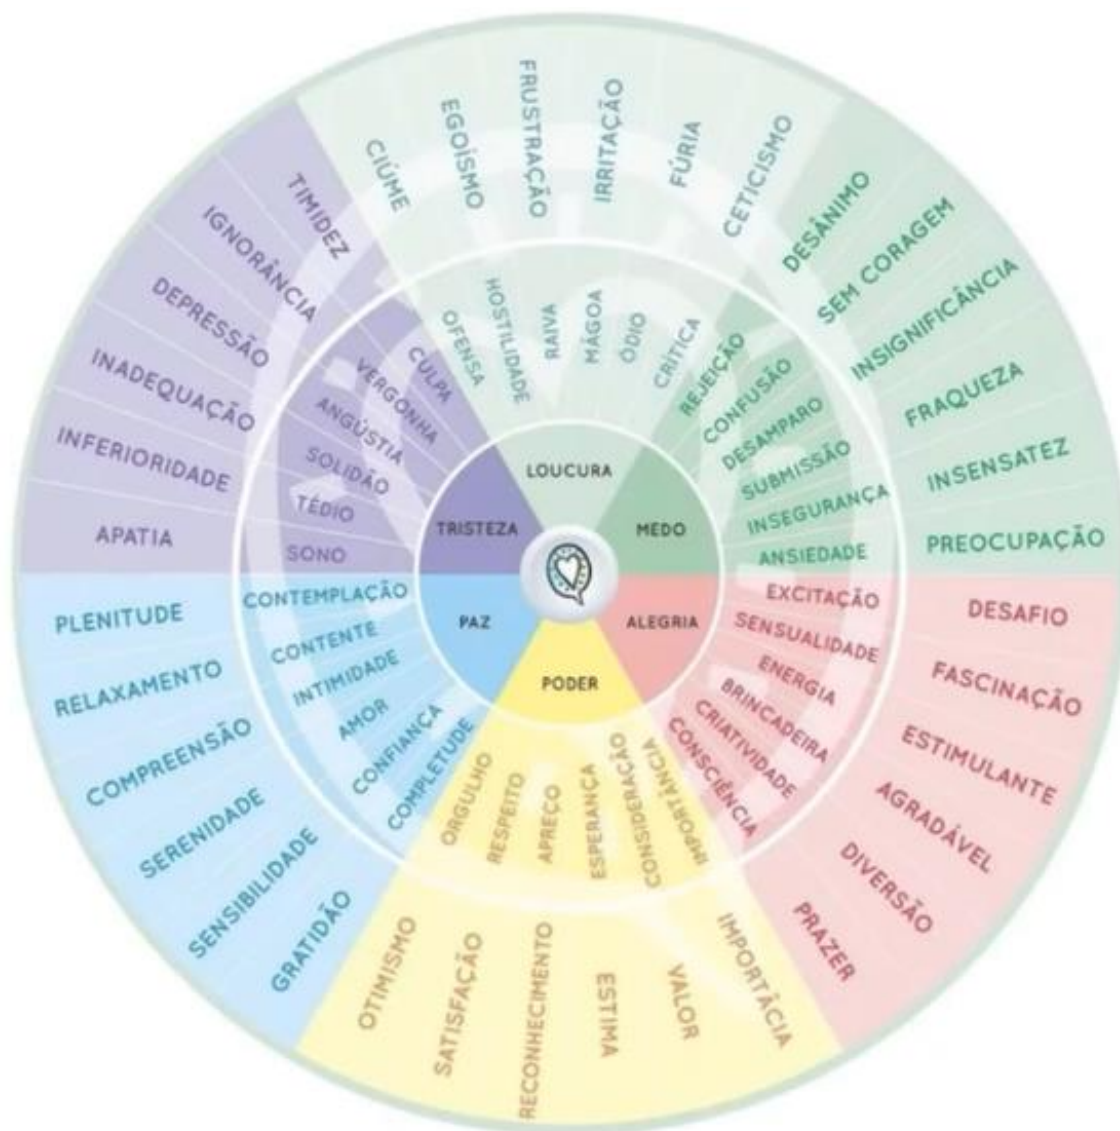 CIÚME
EGOÍSMO
FRUSTRAÇÃO
IRRITAÇÃO
FÚRIA
CETICISMO
OFENSA
HOSTILIDADE
RAIVA
MÁGOA
ÓDIO
CRÍTICA
LOUCURA
DESÂNIMO
SEM CORAGEM
INSIGNIFICÂNCIA
FRAQUEZA
INSENSATEZ
PREOCUPAÇÃO
REJEIÇÃO
CONFUSÃO
DESAMPARO
SUBMISSÃO
INSEGURANÇA
ANSIEDADE
MEDO
DESAFIO
FASCINAÇÃO
ESTIMULANTE
AGRADÁVEL
DIVERSÃO
PRAZER
EXCITAÇÃO
SENSUALIDADE
ENERGIA
BRINCADEIRA
CRIATIVIDADE
CONSCIÊNCIA
ALEGRIA
IMPORTÂCIA
VALOR
ESTIMA
RECONHECIMENTO
SATISFAÇÃO
OTIMISMO
IMPORTÂNCIA
CONSIDERAÇÃO
ESPERANÇA
APREÇO
RESPEITO
ORGULHO
PODER
GRATIDÃO
SENSIBILIDADE
SERENIDADE
COMPREENSÃO
RELAXAMENTO
PLENITUDE
COMPLETUDE
CONFIANÇA
AMOR
INTIMIDADE
CONTENTE
CONTEMPLAÇÃO
PAZ
APATIA
INFERIORIDADE
INADEQUAÇÃO
DEPRESSÃO
IGNORÂNCIA
TIMIDEZ
SONO
TÉDIO
SOLIDÃO
ANGÚSTIA
VERGONHA
CULPA
TRISTEZA